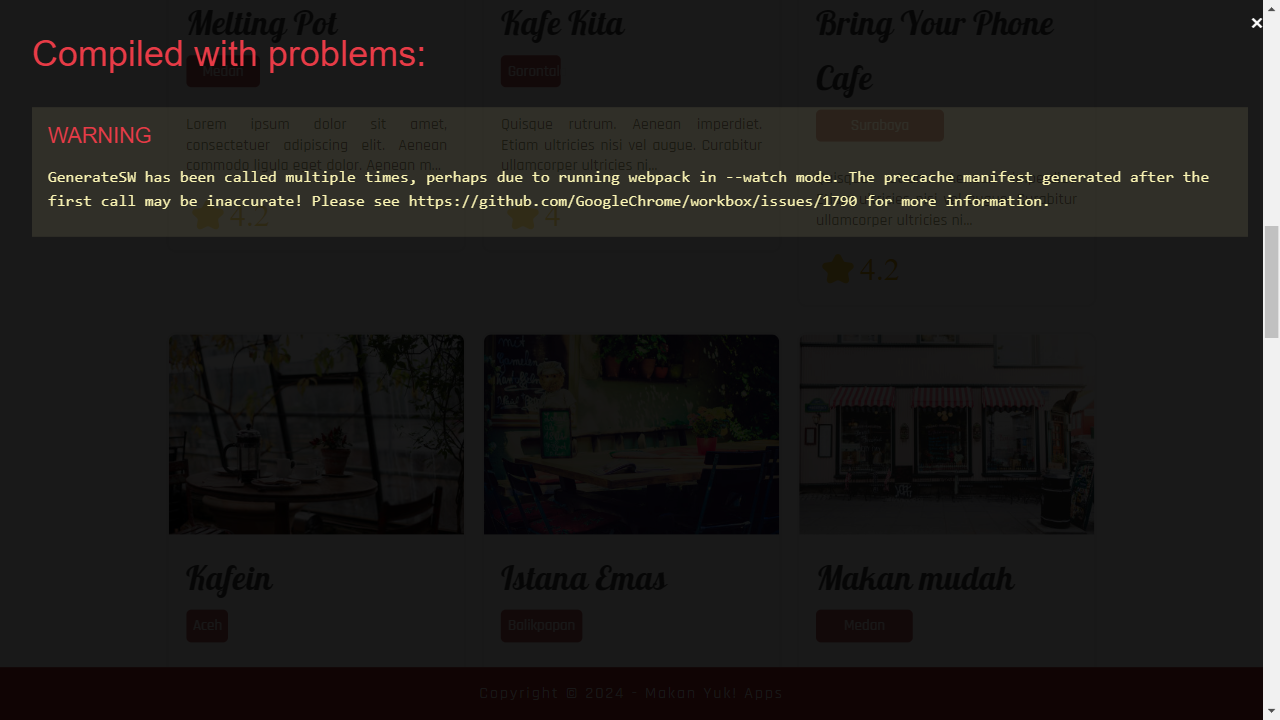 Melting Pot
Kafe Kita
Bring Your Phone
Cafe
×
Compiled with problems:
Medan
Gorontal
Surabaya
WARNING
Lorem ipsum dolor sit amet,
consectetuer adipiscing elit. Aenean
commodo ligula eget dolor. Aenean m...
Quisque rutrum. Aenean imperdiet.
Etiam ultricies nisi vel augue. Curabitur
ullamcorper ultricies ni...
GenerateSW has been called multiple times, perhaps due to running webpack in --watch mode. The precache manifest generated after the
first call may be inaccurate! Please see https://github.com/GoogleChrome/workbox/issues/1790 for more information.
ullamcorper ultricies ni...
4.2
4
4.2
Kafein
Istana Emas
Makan mudah
Aceh
Balikpapan
Medan
Copyright © 2024 - Makan Yuk! Apps